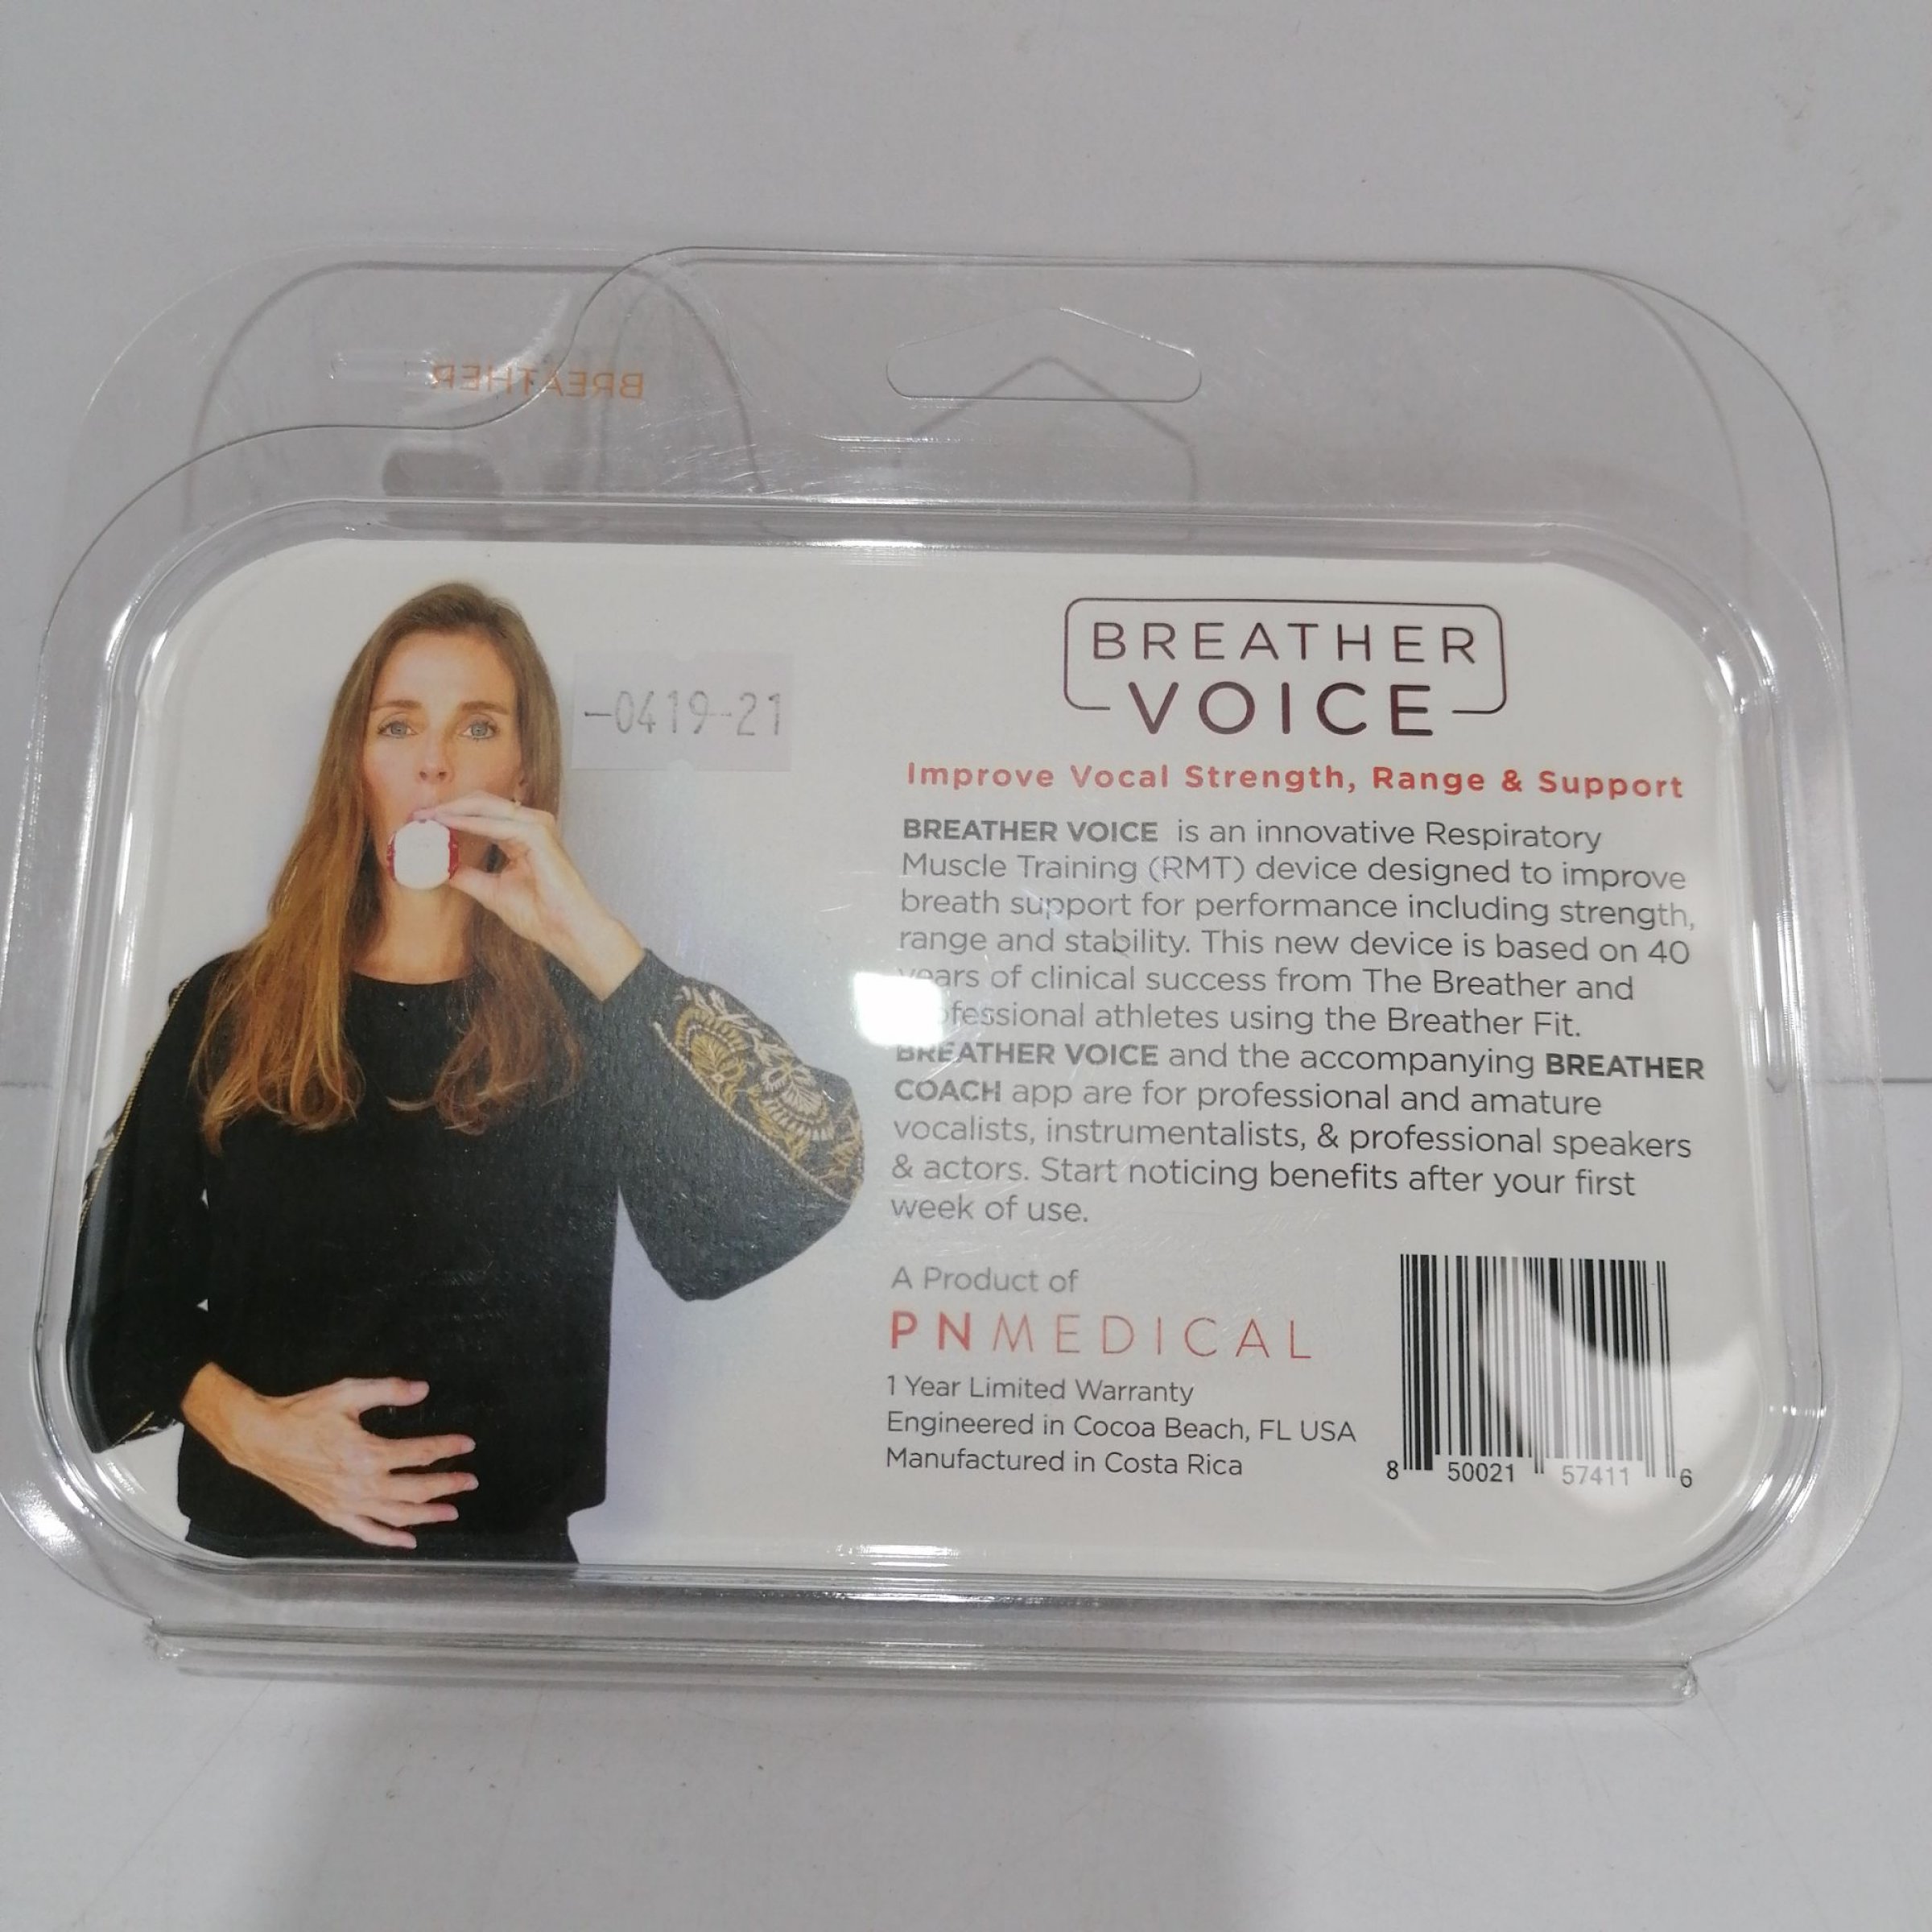 BREATHER
-0419-21
BREATHER
VOICE
Improve Vocal Strength, Range & Support
BREATHER VOICE is an innovative Respiratory
Muscle Training (RMT) device designed to improve
breath support for performance including strength,
range and stability. This new device is based on 40
years of clinical success from The Breather and
athletes using the Breather Fit.
BREATHER VOICE and the accompanying BREATHER
COACH app are for professional and amature
vocalists, instrumentalists, & professional speakers
& actors. Start noticing benefits after your first
week of use.
A Product of
PNMEDICAL
1 Year Limited Warranty
Engineered in Cocoa Beach, FL USA
Manufactured in Costa Rica
8 50021 57411 6